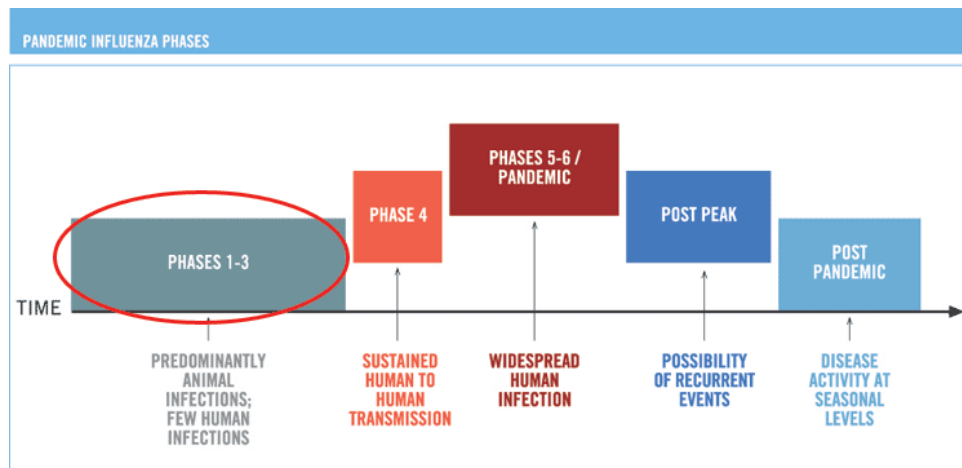 PANDEMIC INFLUENZA PHASES
PHASES 5-6 /
PANDEMIC
PHASE 4
POST PEAK
PHASES 1-3
POST
PANDEMIC
TIME
PREDOMINANTLY
ANIMAL
INFECTIONS;
FEW HUMAN
INFECTIONS
SUSTAINED
HUMAN TO
HUMAN
TRANSMISSION
WIDESPREAD
HUMAN
INFECTION
POSSIBILITY
OF RECURRENT
EVENTS
DISEASE
ACTIVITY AT
SEASONAL
LEVELS